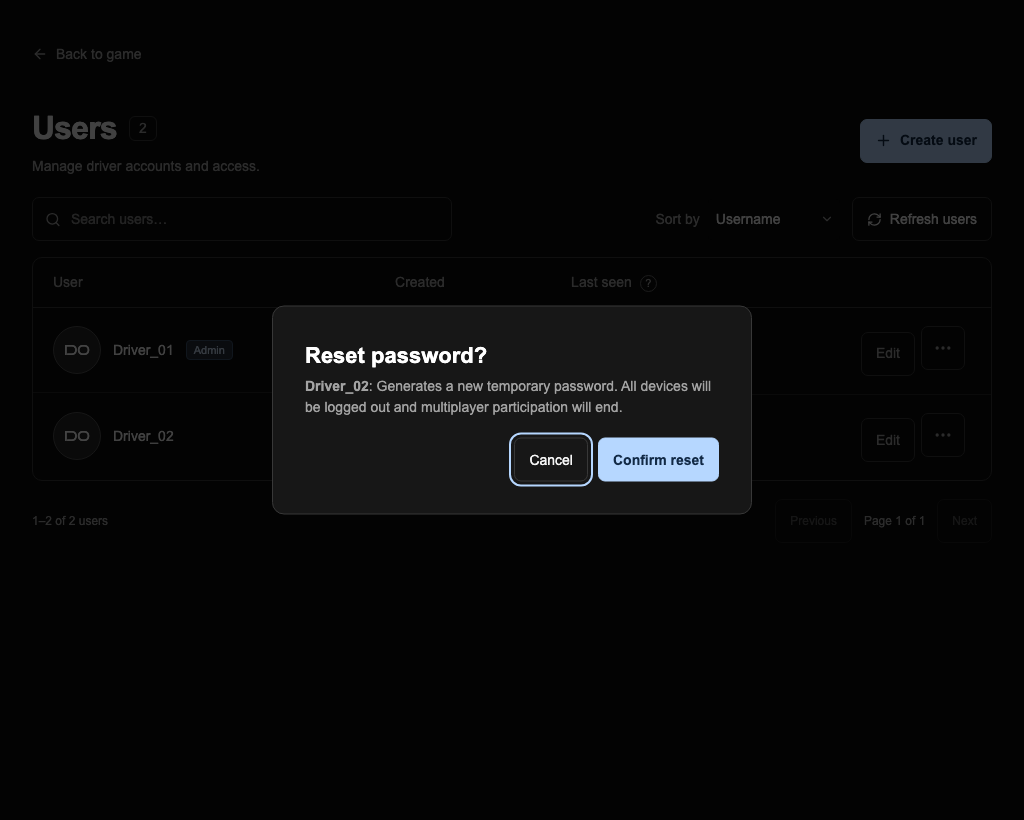 Back to game
Users 2
Create user
Manage driver accounts and access.
Search users…
Sort by Username
Refresh users
User Created Last seen ?
DO Driver_01 Admin
Edit
Reset password?
Driver_02: Generates a new temporary password. All devices will
be logged out and multiplayer participation will end.
DO Driver_02
Edit
Cancel Confirm reset
1–2 of 2 users
Previous Page 1 of 1 Next